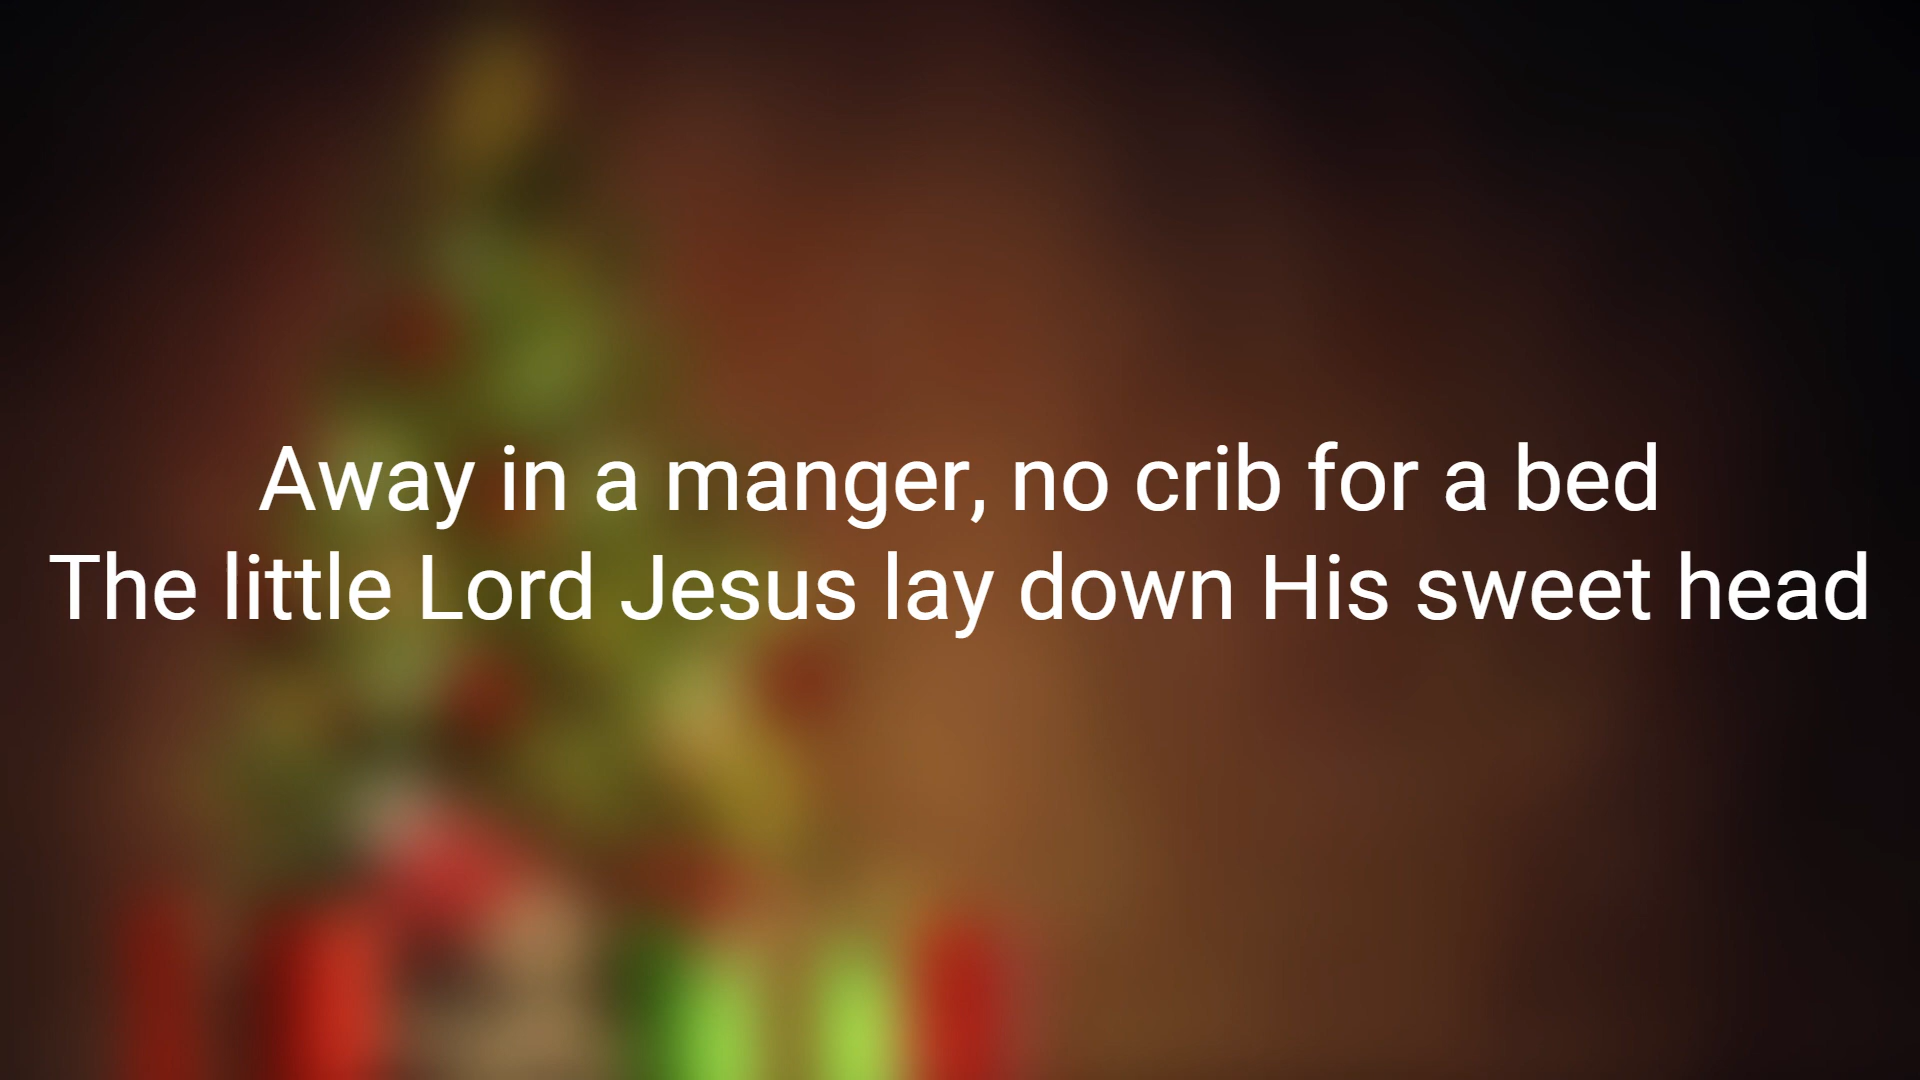 Away in a manger, no crib for a bed
The little Lord Jesus lay down His sweet head